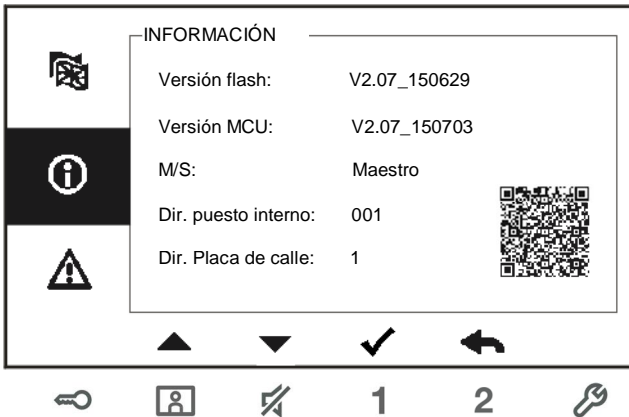 INFORMACIÓN
Versión flash: V2.07_150629
Versión MCU: V2.07_150703
M/S: Maestro
Dir. puesto interno: 001
Dir. Placa de calle: 1
1 2